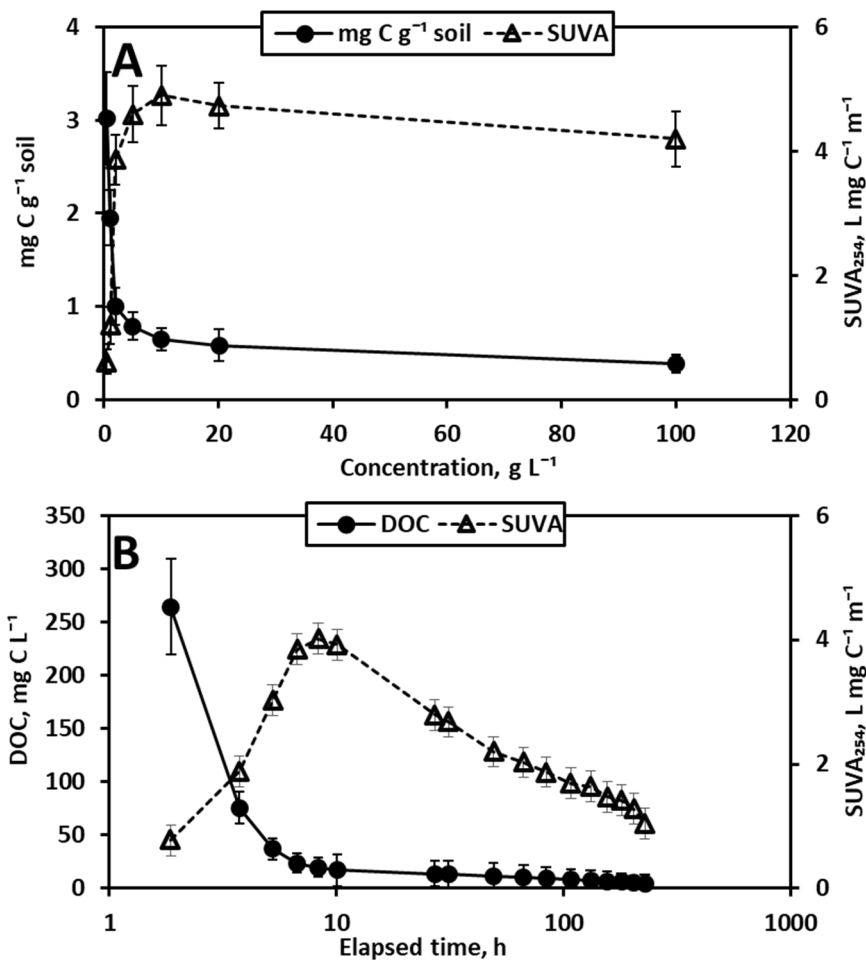 mg C g⁻¹ soil
SUVA
A
4
3
2
1
0
mg C g⁻¹ soil
6
4
2
0
SUVA₂₅₄, L mg C⁻¹ m⁻¹
0 20 40 60 80 100 120
Concentration, g L⁻¹
DOC
SUVA
B
350
300
250
200
150
100
50
0
DOC, mg C L⁻¹
6
4
2
0
SUVA₂₅₄, L mg C⁻¹ m⁻¹
1 10 100 1000
Elapsed time, h